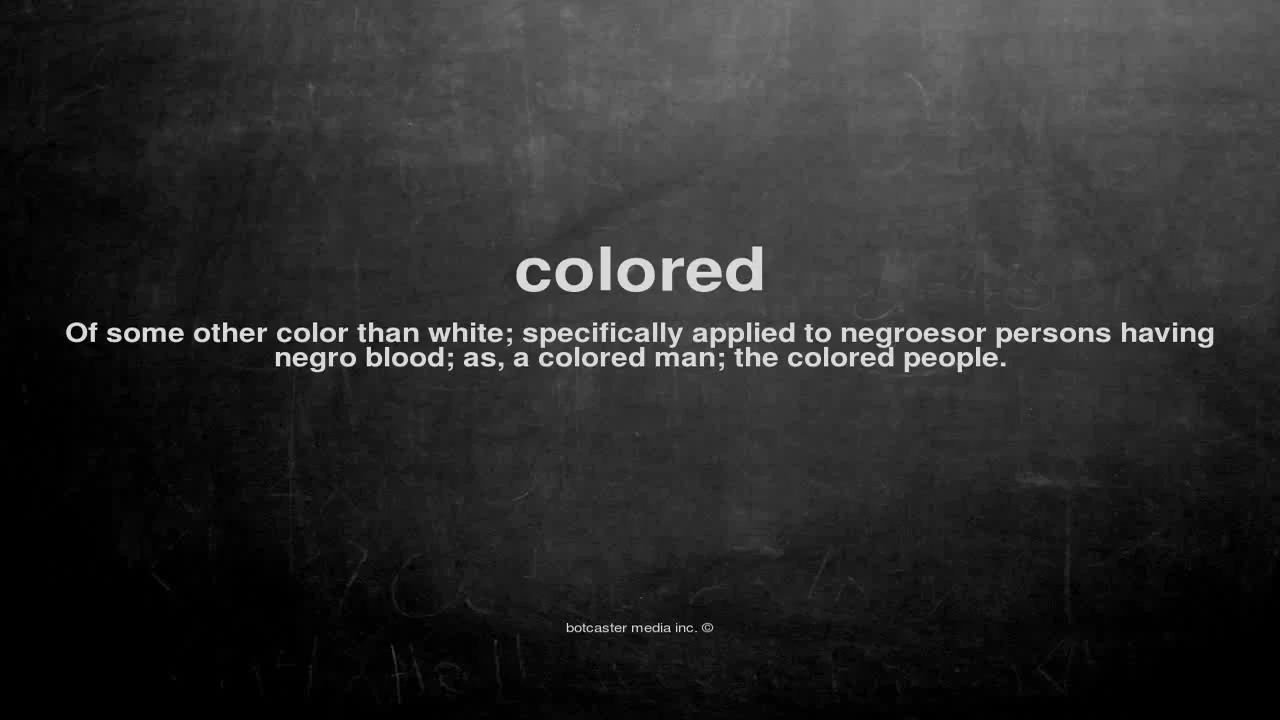 colored
Of some other color than white; specifically applied to negroesor persons having
negro blood; as, a colored man; the colored people.
botcaster media inc. ©